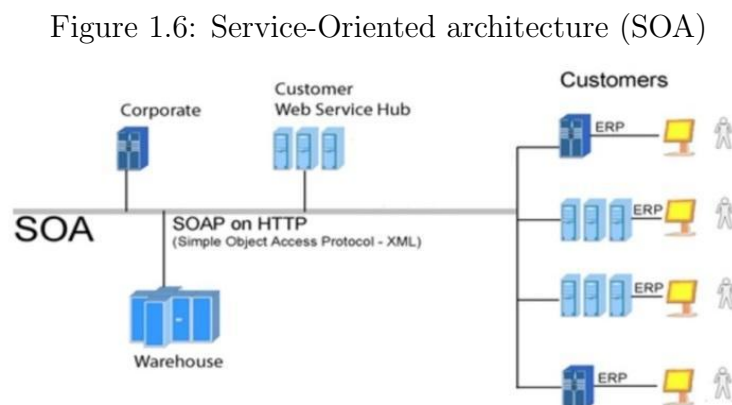 Figure 1.6: Service-Oriented architecture (SOA)
Customers
Customer
Web Service Hub
Corporate
ERP
SOA
SOAP on HTTP
(Simple Object Access Protocol - XML)
ERP
ERP
Warehouse
ERP